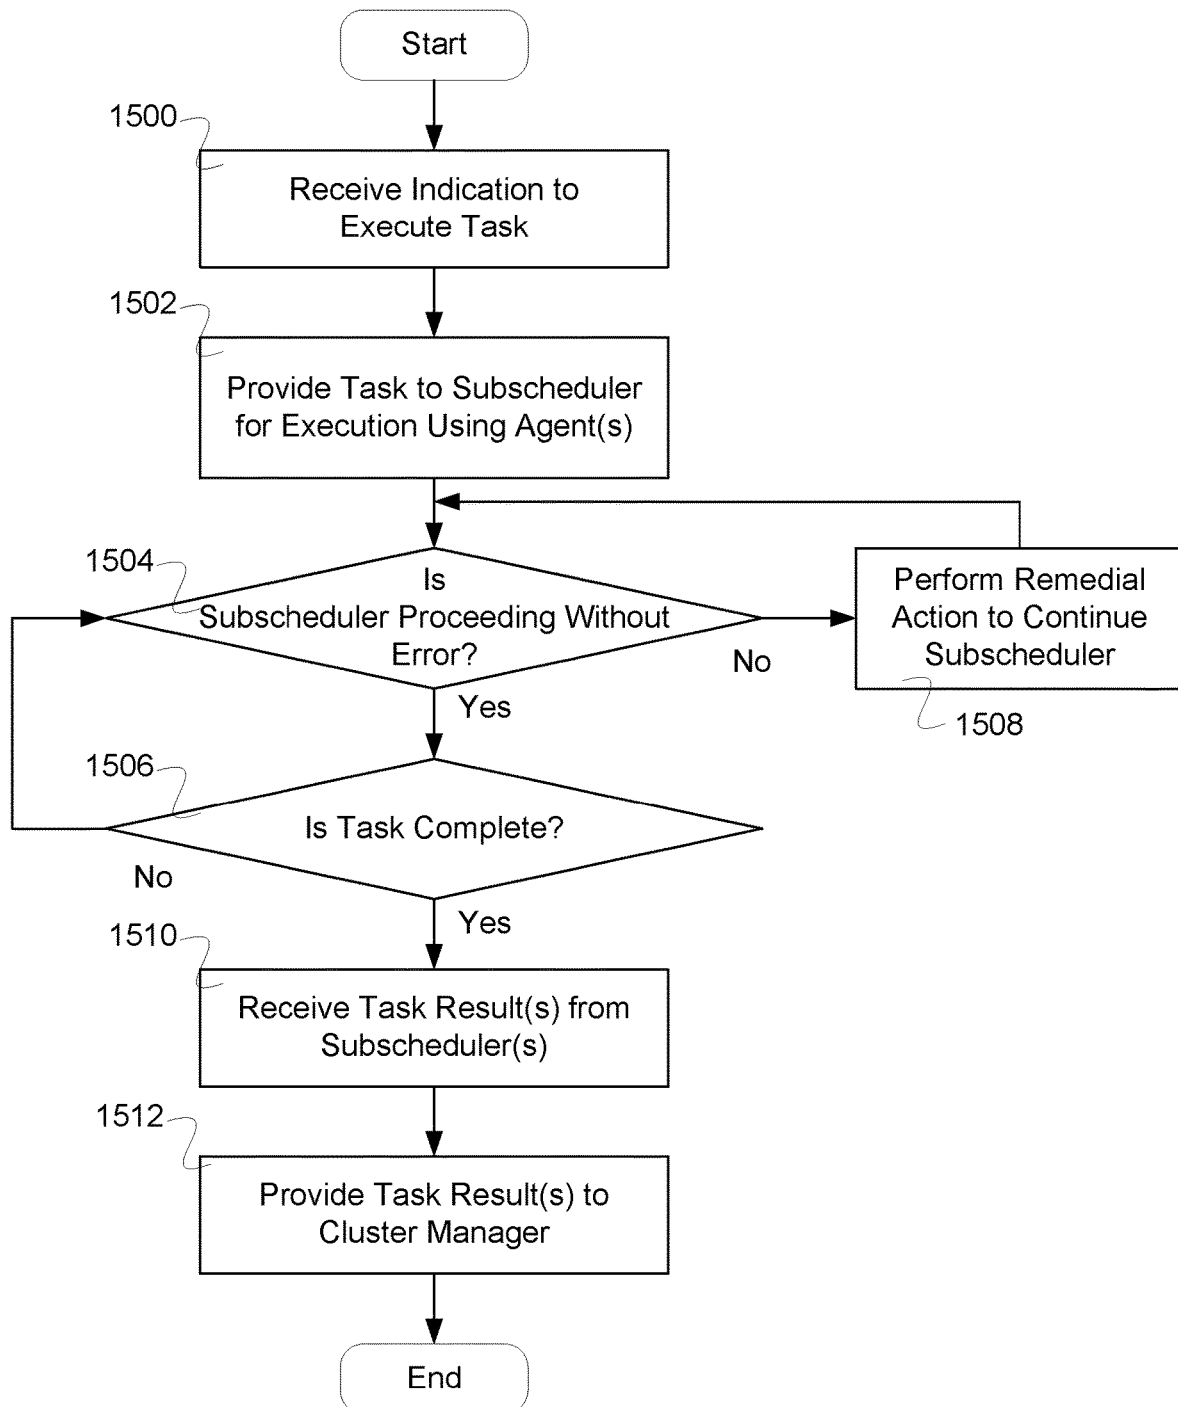 Start
1500
Receive Indication to
Execute Task
1502
Provide Task to Subscheduler
for Execution Using Agent(s)
1504
Is
Subscheduler Proceeding Without
Error?
No
Perform Remedial
Action to Continue
Subscheduler
1508
Yes
1506
Is Task Complete?
No
Yes
1510
Receive Task Result(s) from
Subscheduler(s)
1512
Provide Task Result(s) to
Cluster Manager
End